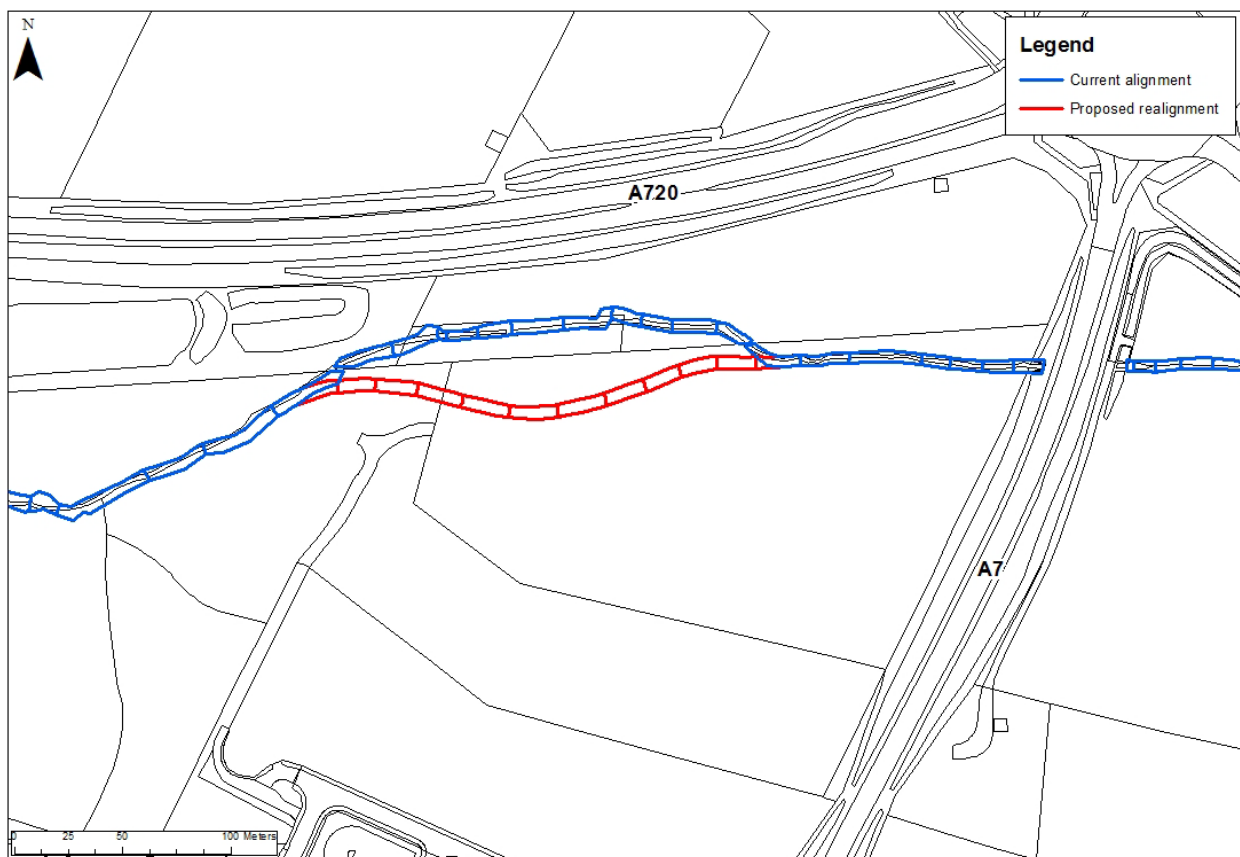 N
Legend
Current alignment
Proposed realignment
A720
A7
0 25 50 100 Meters